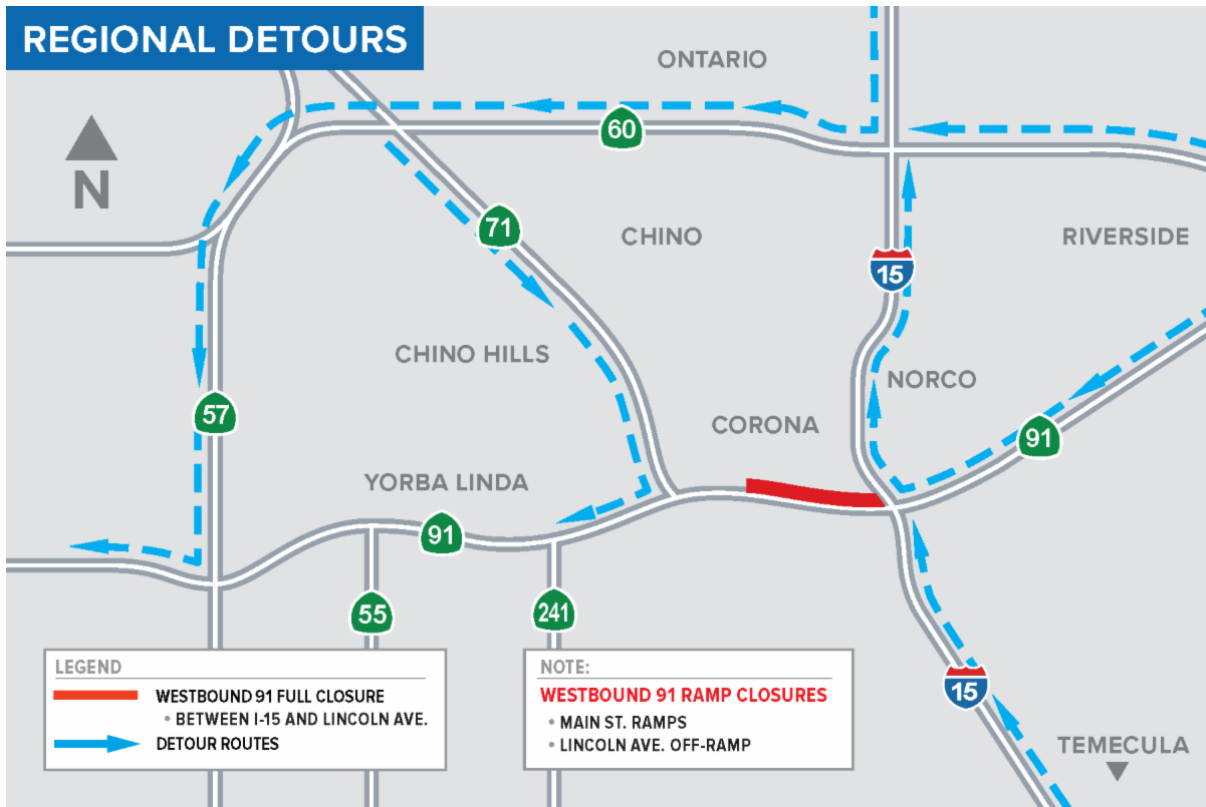 REGIONAL DETOURS
ONTARIO
60
N
71
CHINO
RIVERSIDE
15
CHINO HILLS
NORCO
57
CORONA
91
YORBA LINDA
91
55
241
LEGEND
WESTBOUND 91 FULL CLOSURE
• BETWEEN I-15 AND LINCOLN AVE.
DETOUR ROUTES
NOTE:
WESTBOUND 91 RAMP CLOSURES
• MAIN ST. RAMPS
• LINCOLN AVE. OFF-RAMP
15
TEMECULA